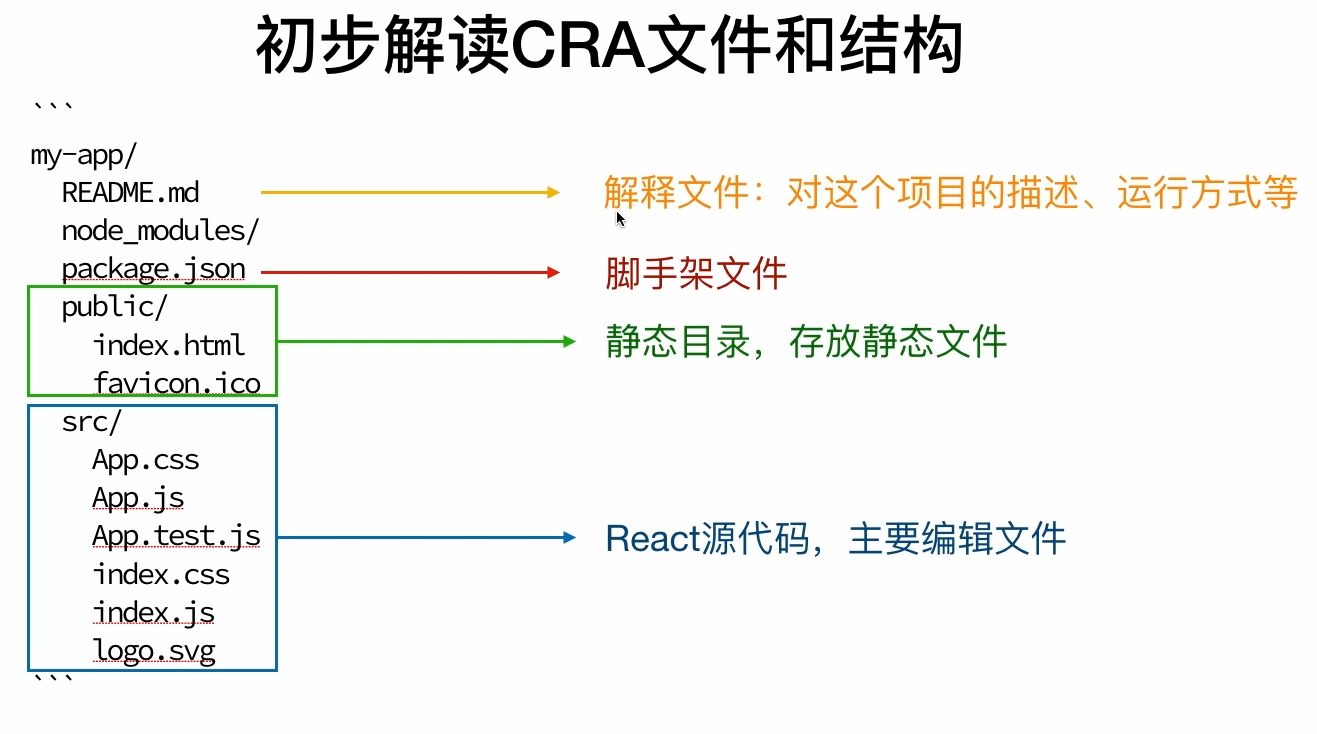 初步解读CRA文件和结构
```
my-app/
README.md
解释文件：对这个项目的描述、运行方式等
node_modules/
package.json
脚手架文件
public/
index.html
静态目录，存放静态文件
favicon.ico
src/
App.css
App.js
App.test.js
React源代码，主要编辑文件
index.css
index.js
logo.svg
```